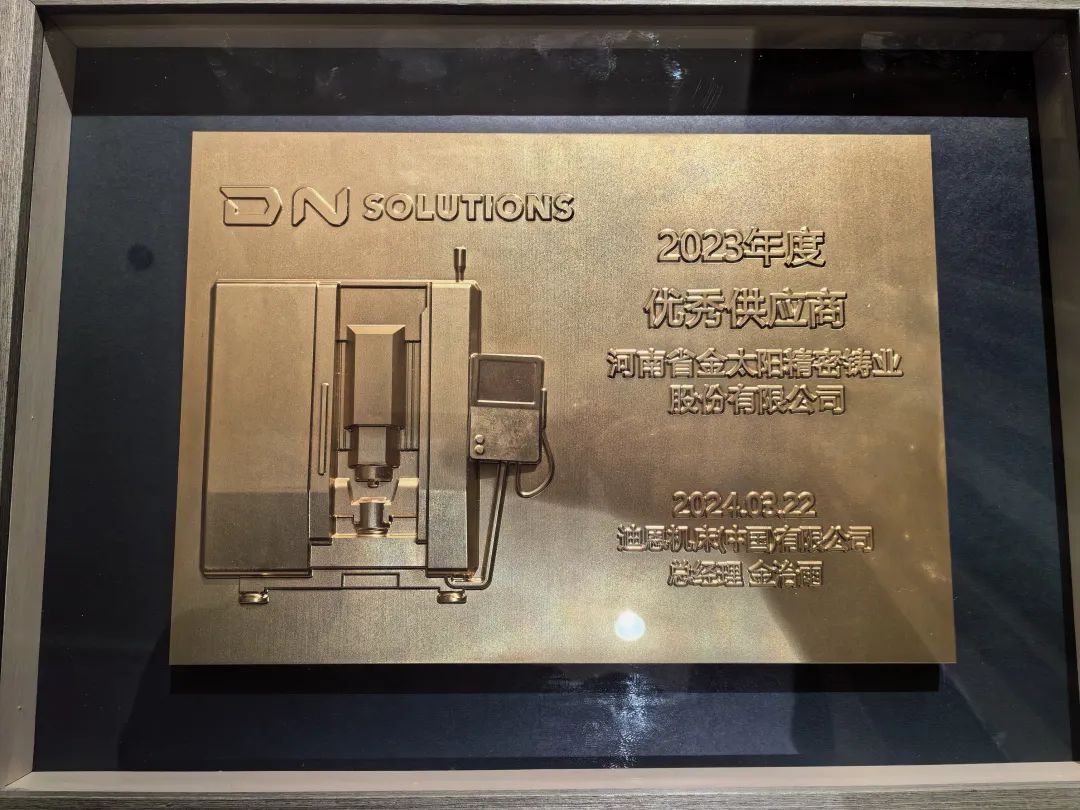 DN SOLUTIONS
2023年度
优秀供应商
河南省金太阳精密铸业
股份有限公司
2024.03.22
迪恩机床(中国)有限公司
总经理 金治雨